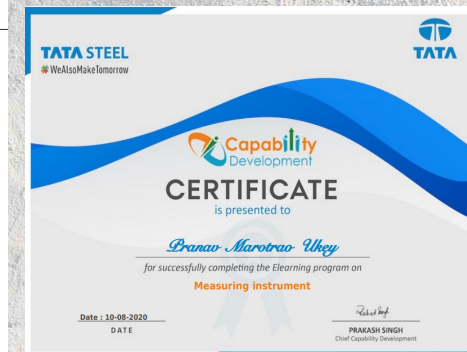 TATA STEEL
# WeAlsoMakeTomorrow
TATA
Capability
Development
CERTIFICATE
is presented to
Pranav Marotrao Ukey
for successfully completing the Elearning program on
Measuring instrument
Date : 10-08-2020
DATE
PRAKASH SINGH
Chief Capability Development